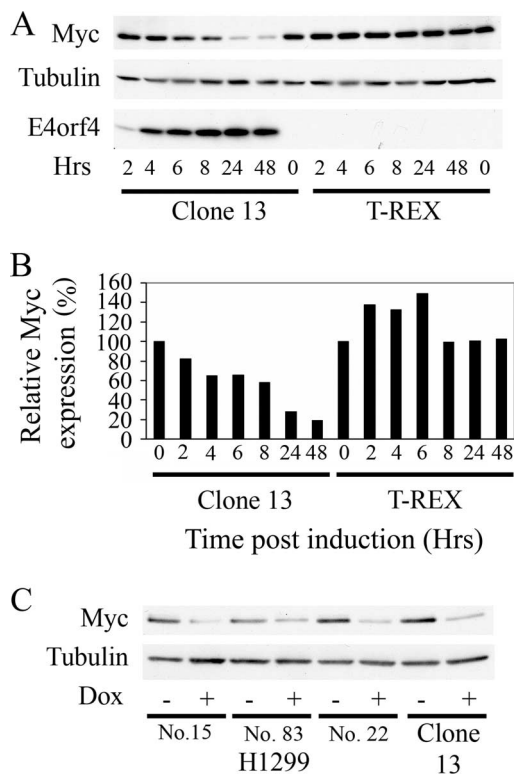 A
Myc
Tubulin
E4orf4
Hrs 2 4 6 8 24 48 0 2 4 6 8 24 48 0
Clone 13 T-REX
B
Relative Myc
expression (%)
160
140
120
100
80
60
40
20
0
0 2 4 6 8 24 48 0 2 4 6 8 24 48
Clone 13 T-REX
Time post induction (Hrs)
C
Myc
Tubulin
Dox - + - + - + - +
No.15 No. 83 No. 22 Clone
H1299 13